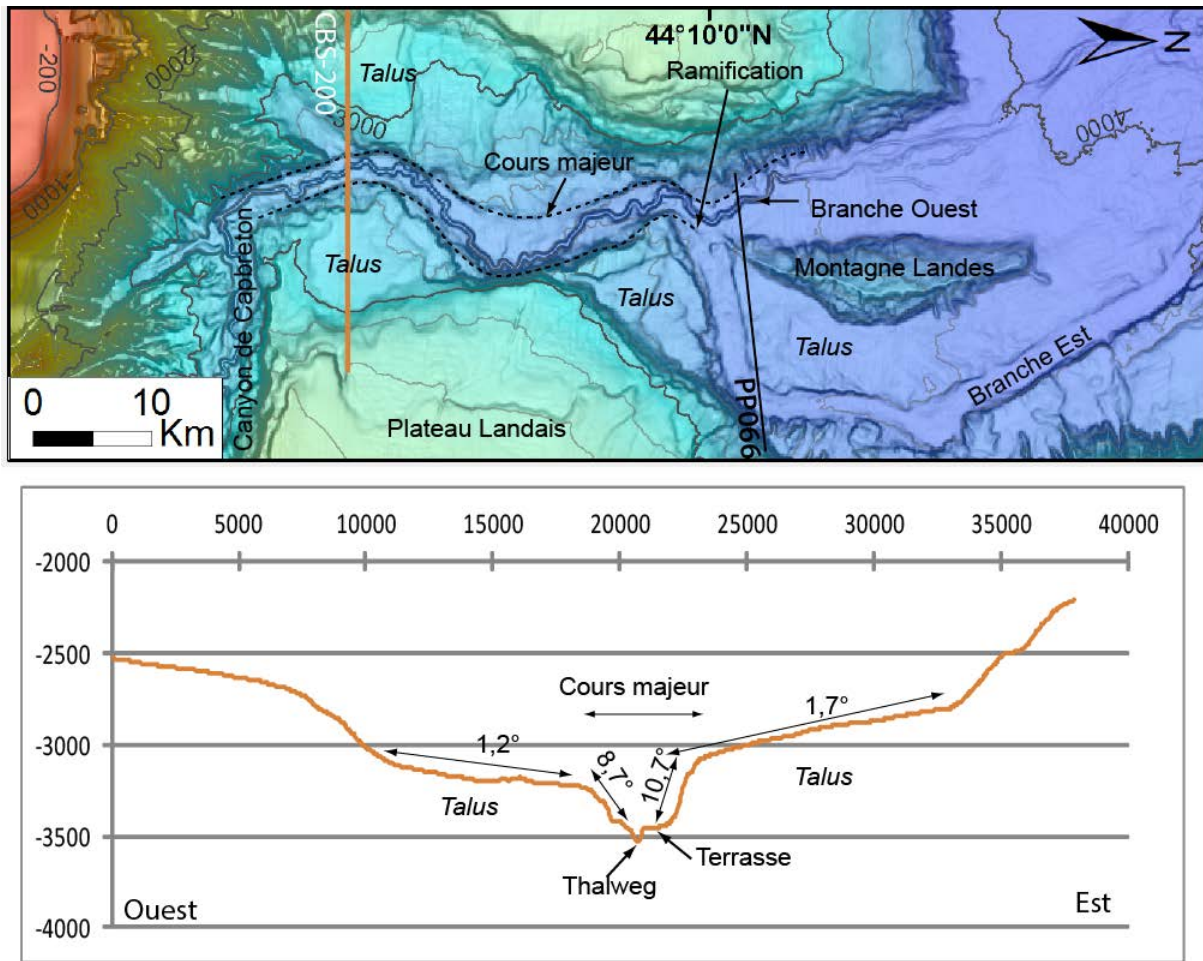 -200
-1000
2000
CBS-200
Talus
3000
44°10'0"N
Ramification
N
4000
Cours majeur
Branche Ouest
Canyon de Capbreton
Talus
Talus
Montagne Landes
Talus
Branche Est
Plateau Landais
PP066
0 10
Km
0 5000 10000 15000 20000 25000 30000 35000 40000
-2000
-2500
-3000
-3500
-4000
Cours majeur
1,2°
8,7°
10,7°
1,7°
Talus
Talus
Terrasse
Thalweg
Ouest
Est